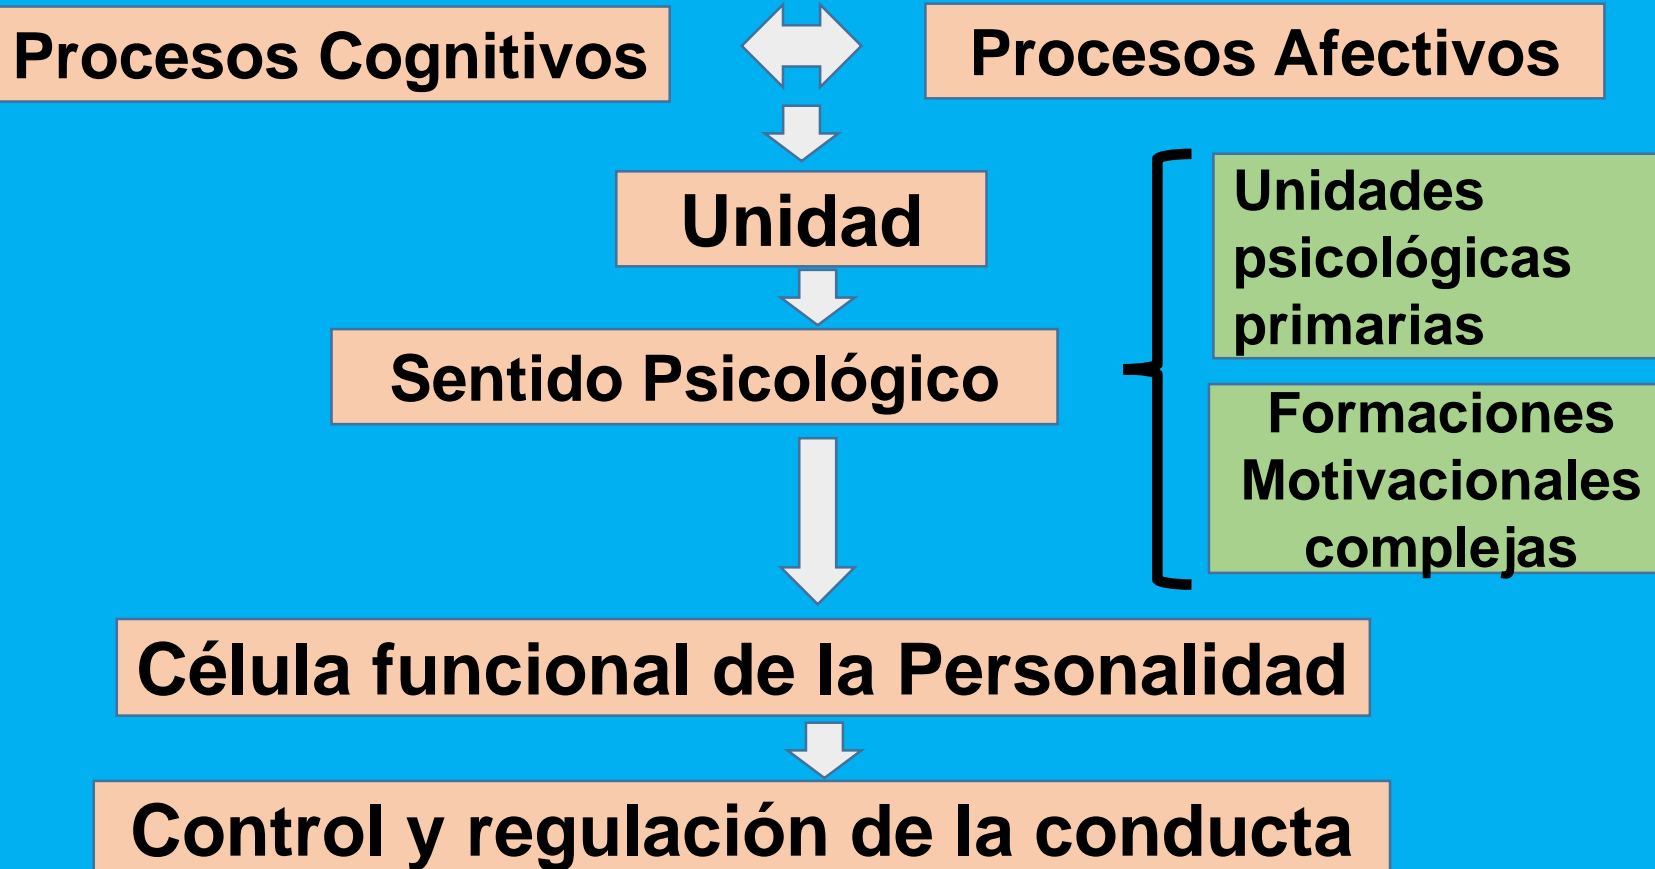 Procesos Cognitivos
Procesos Afectivos
Unidad
Unidades
psicológicas
primarias
Sentido Psicológico
Formaciones
Motivacionales
complejas
Célula funcional de la Personalidad
Control y regulación de la conducta